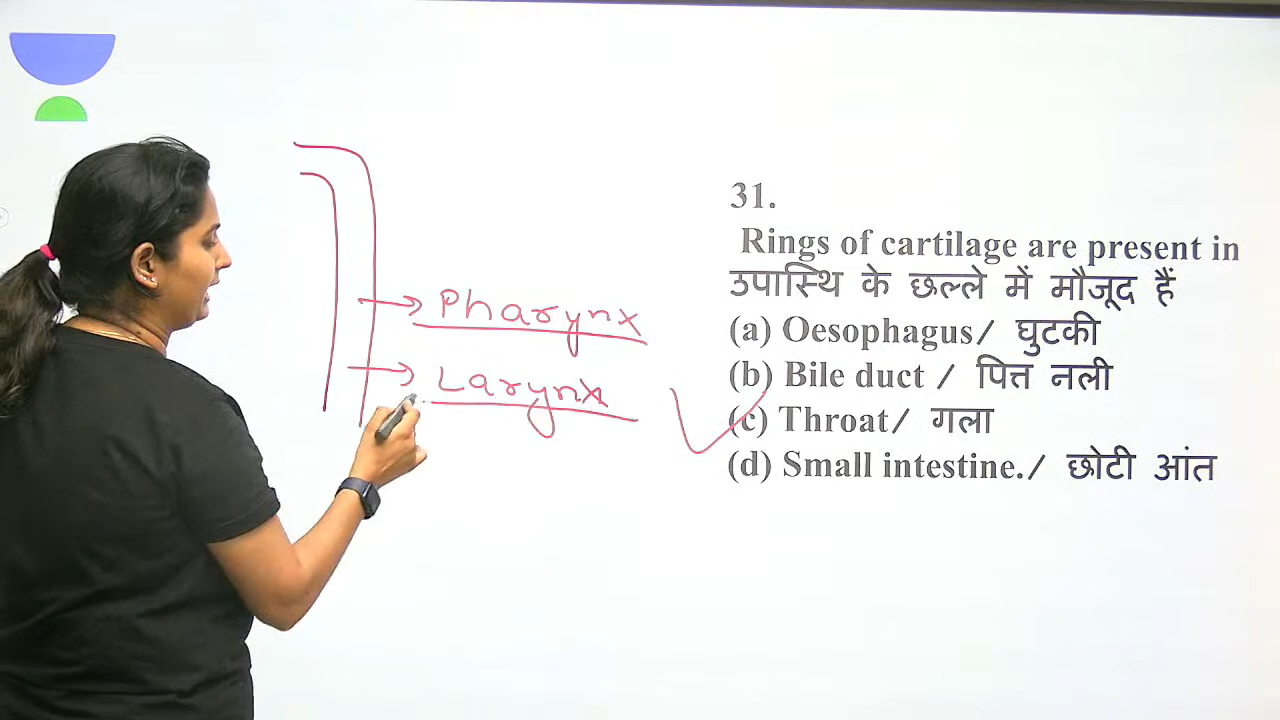 Pharynx
Larynx
31.
Rings of cartilage are present in
उपास्थि के छल्ले में मौजूद हैं
(a) Oesophagus/ घुटकी
(b) Bile duct / पित्त नली
(c) Throat/ गला
(d) Small intestine./ छोटी आंत